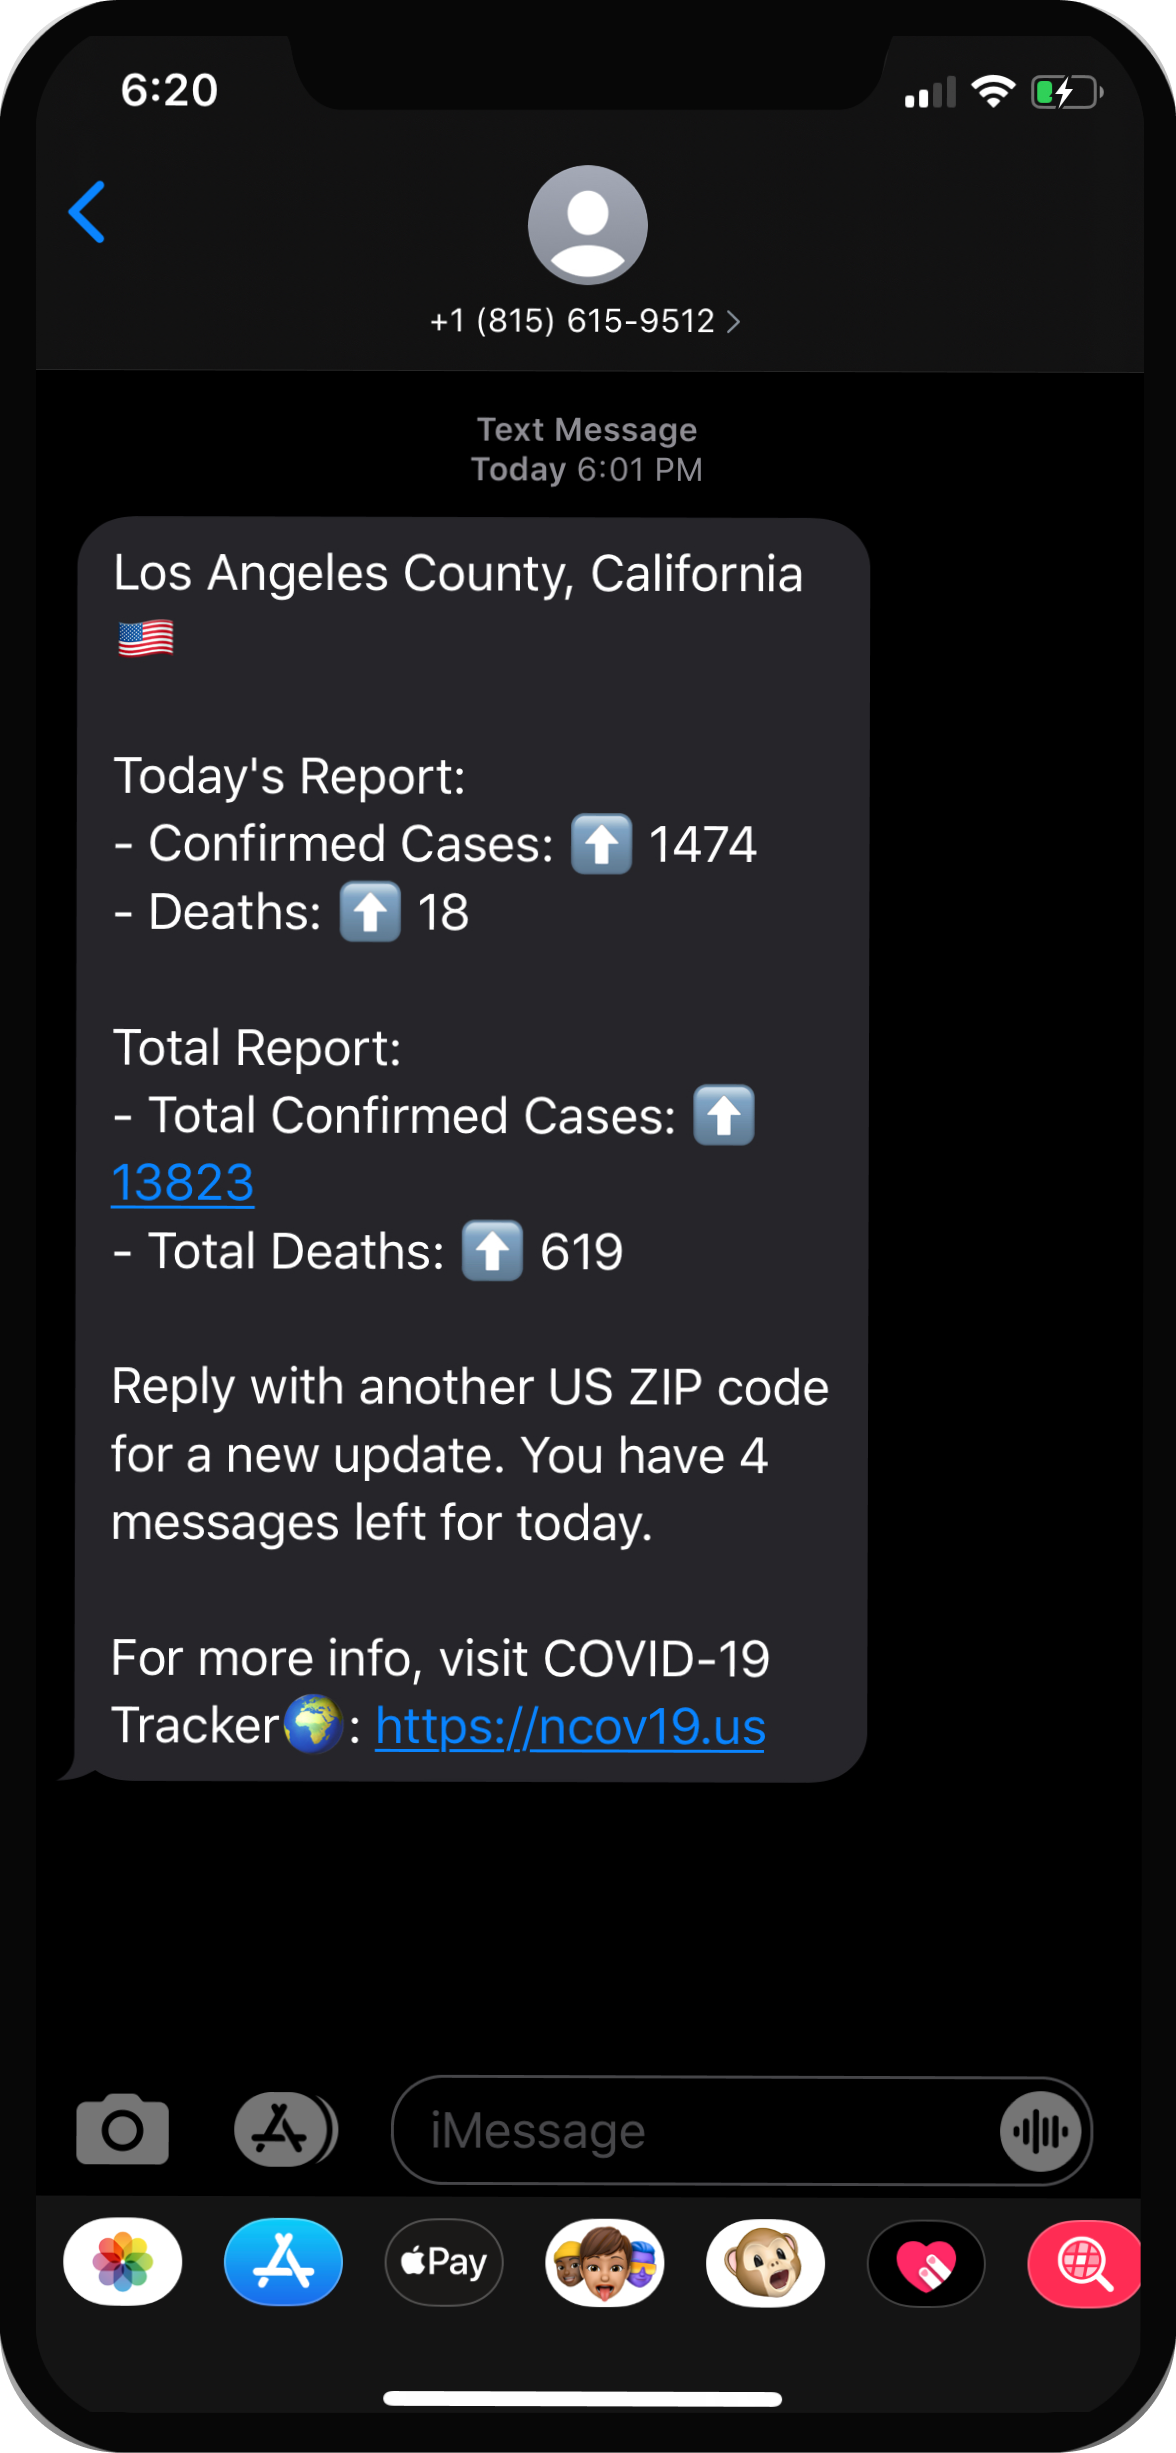 6:20
+1 (815) 615-9512
Text Message
Today 6:01 PM
Los Angeles County, California
🇺🇸
Today's Report:
- Confirmed Cases: ⬆️ 1474
- Deaths: ⬆️ 18
Total Report:
- Total Confirmed Cases: ⬆️
13823
- Total Deaths: ⬆️ 619
Reply with another US ZIP code
for a new update. You have 4
messages left for today.
For more info, visit COVID-19
Tracker🌍: https://ncov19.us
iMessage
Pay